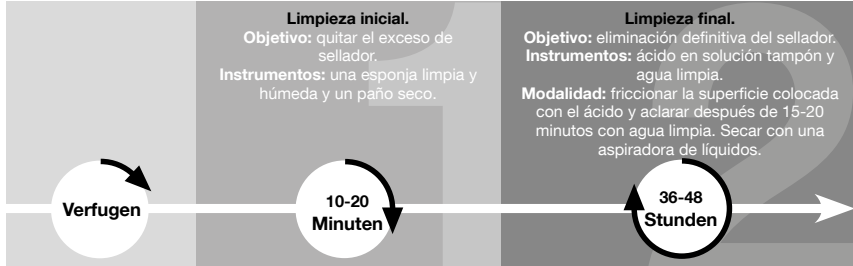 Limpieza inicial.
Objetivo: quitar el exceso de
sellador.
Instrumentos: una esponja limpia y
húmeda y un paño seco.
Limpieza final.
Objetivo: eliminación definitiva del sellador.
Instrumentos: ácido en solución tampón y
agua limpia.
Modalidad: friccionar la superficie colocada
con el ácido y aclarar después de 15-20
minutos con agua limpia. Secar con una
aspiradora de líquidos.
1
2
Verfugen
10-20
Minuten
36-48
Stunden